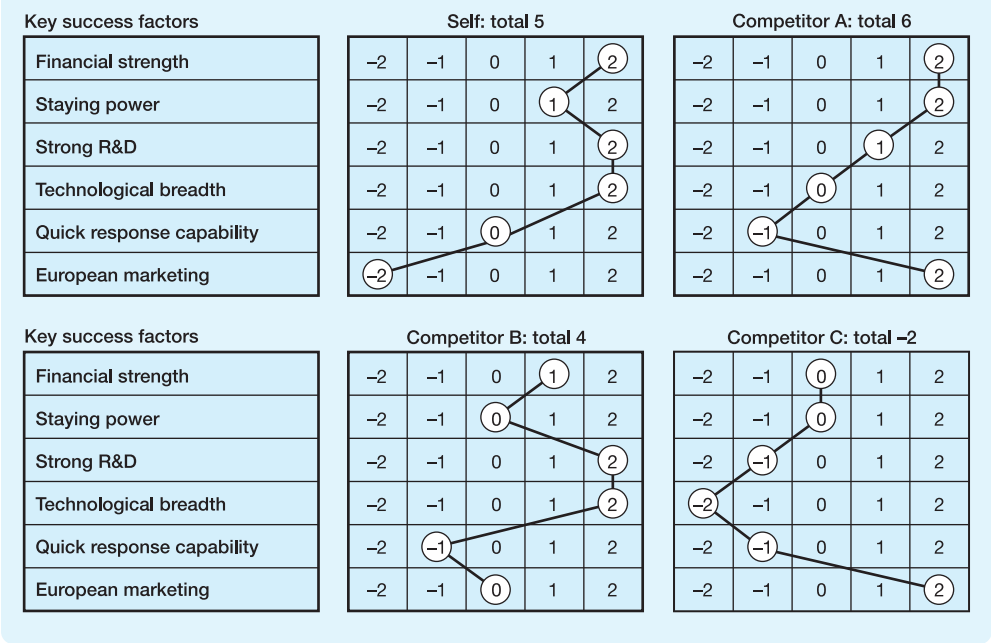 Key success factors Self: total 5 Competitor A: total 6
Financial strength –2 –1 0 1 2 –2 –1 0 1 2
Staying power –2 –1 0 1 2 –2 –1 0 1 2
Strong R&D –2 –1 0 1 2 –2 –1 0 1 2
Technological breadth –2 –1 0 1 2 –2 –1 0 1 2
Quick response capability –2 –1 0 1 2 –2 –1 0 1 2
European marketing –2 –1 0 1 2 –2 –1 0 1 2
Key success factors Competitor B: total 4 Competitor C: total –2
Financial strength –2 –1 0 1 2 –2 –1 0 1 2
Staying power –2 –1 0 1 2 –2 –1 0 1 2
Strong R&D –2 –1 0 1 2 –2 –1 0 1 2
Technological breadth –2 –1 0 1 2 –2 –1 0 1 2
Quick response capability –2 –1 0 1 2 –2 –1 0 1 2
European marketing –2 –1 0 1 2 –2 –1 0 1 2